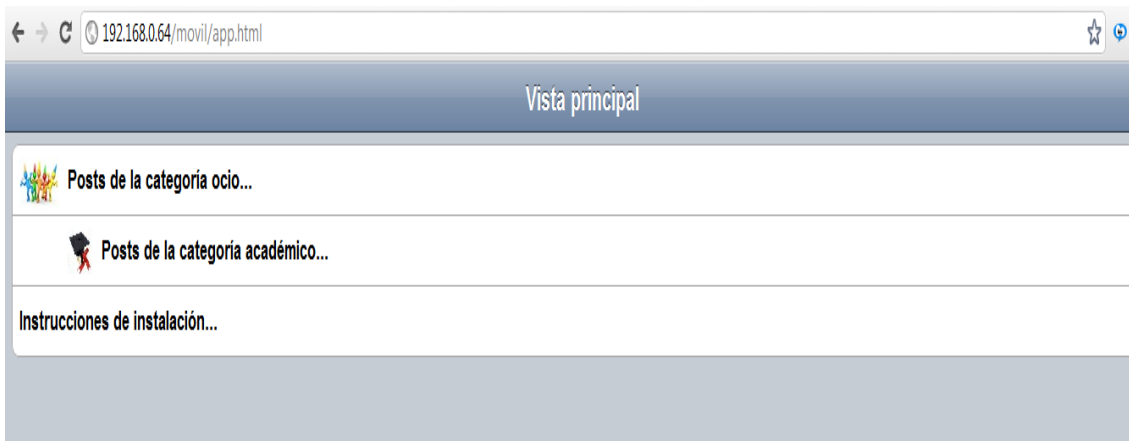 192.168.0.64/movil/app.html
Vista principal
Posts de la categoría ocio...
Posts de la categoría académico...
Instrucciones de instalación...